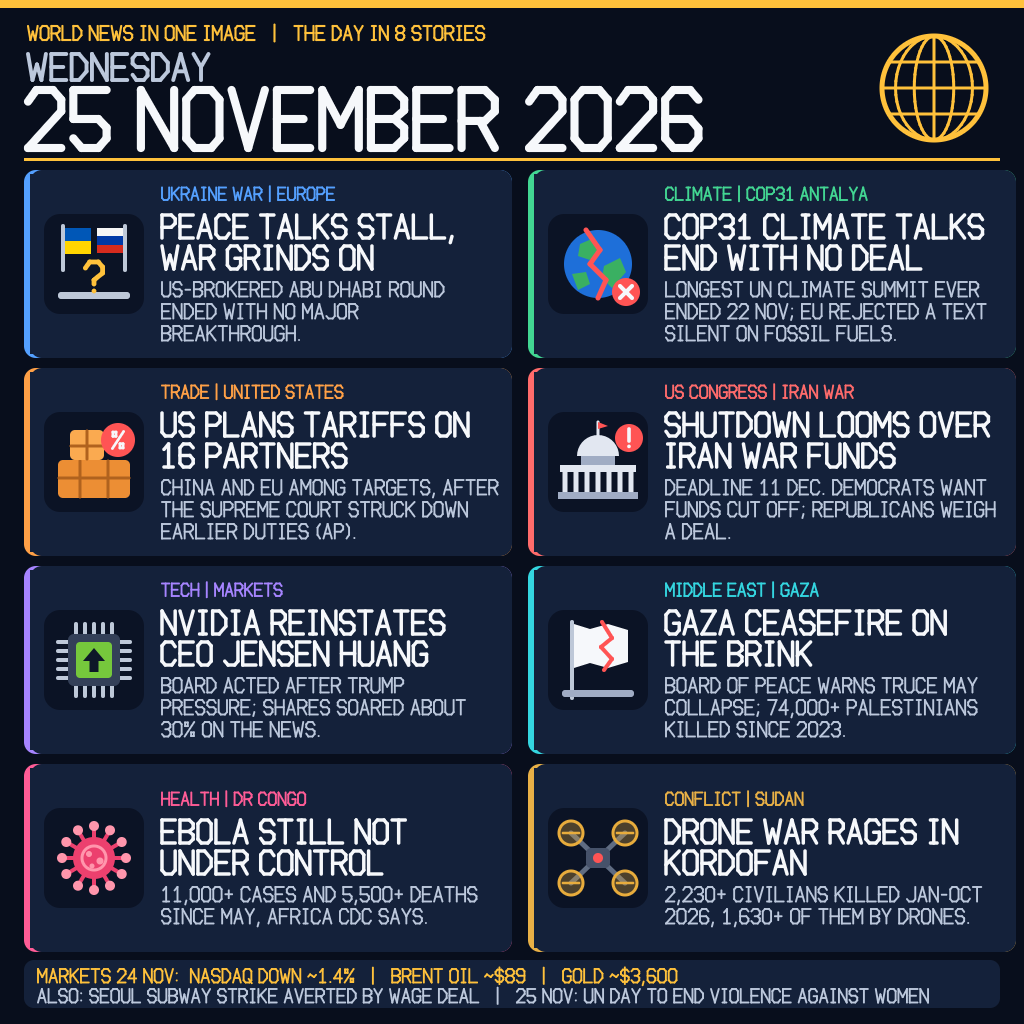 WORLD NEWS IN ONE IMAGE | THE DAY IN 8 STORIES
WEDNESDAY
25 NOVEMBER 2026
UKRAINE WAR | EUROPE
PEACE TALKS STALL,
WAR GRINDS ON
US-BROKERED ABU DHABI ROUND
ENDED WITH NO MAJOR
BREAKTHROUGH.
?
CLIMATE | COP31 ANTALYA
COP31 CLIMATE TALKS
END WITH NO DEAL
LONGEST UN CLIMATE SUMMIT EVER
ENDED 22 NOV; EU REJECTED A TEXT
SILENT ON FOSSIL FUELS.
TRADE | UNITED STATES
US PLANS TARIFFS ON
16 PARTNERS
CHINA AND EU AMONG TARGETS, AFTER
THE SUPREME COURT STRUCK DOWN
EARLIER DUTIES (AP).
%
US CONGRESS | IRAN WAR
SHUTDOWN LOOMS OVER
IRAN WAR FUNDS
DEADLINE 11 DEC. DEMOCRATS WANT
FUNDS CUT OFF; REPUBLICANS WEIGH
A DEAL.
!
TECH | MARKETS
NVIDIA REINSTATES
CEO JENSEN HUANG
BOARD ACTED AFTER TRUMP
PRESSURE; SHARES SOARED ABOUT
30% ON THE NEWS.
MIDDLE EAST | GAZA
GAZA CEASEFIRE ON
THE BRINK
BOARD OF PEACE WARNS TRUCE MAY
COLLAPSE; 74,000+ PALESTINIANS
KILLED SINCE 2023.
HEALTH | DR CONGO
EBOLA STILL NOT
UNDER CONTROL
11,000+ CASES AND 5,500+ DEATHS
SINCE MAY, AFRICA CDC SAYS.
CONFLICT | SUDAN
DRONE WAR RAGES IN
KORDOFAN
2,230+ CIVILIANS KILLED JAN-OCT
2026, 1,630+ OF THEM BY DRONES.
MARKETS 24 NOV: NASDAQ DOWN ~1.4% | BRENT OIL ~$89 | GOLD ~$3,600
ALSO: SEOUL SUBWAY STRIKE AVERTED BY WAGE DEAL | 25 NOV: UN DAY TO END VIOLENCE AGAINST WOMEN